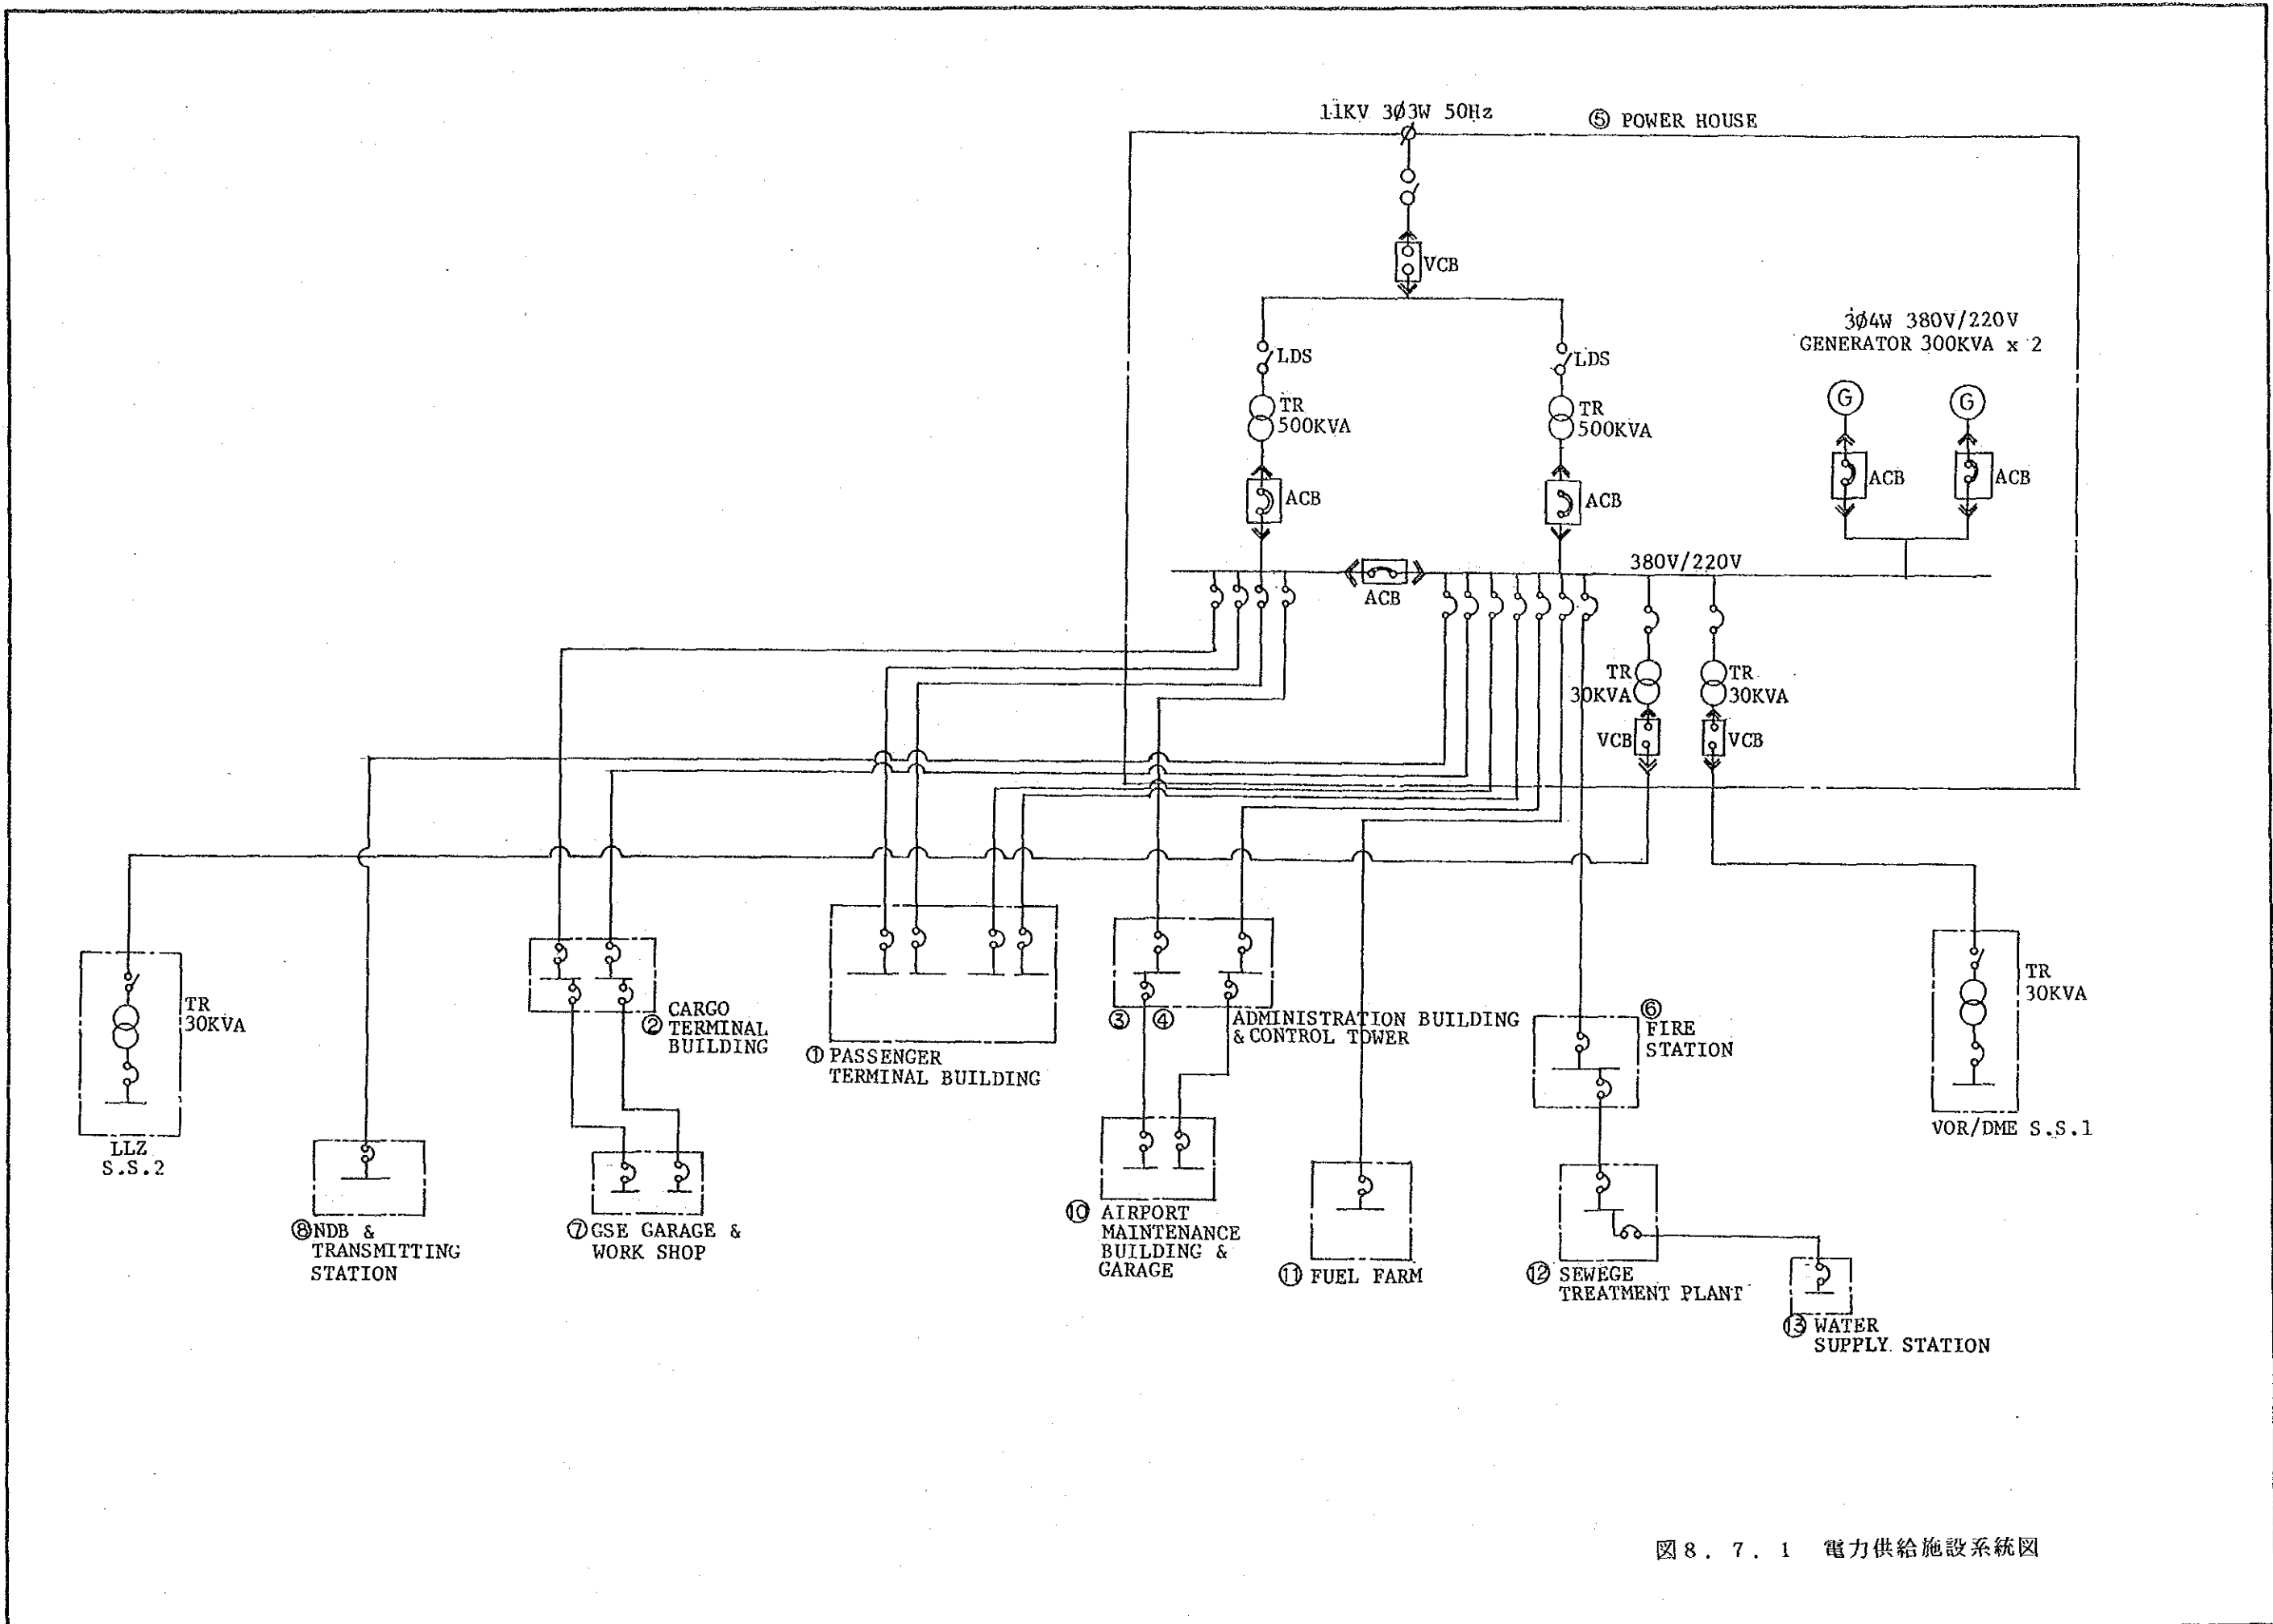 11KV 3Ø3W 50Hz
⑤ POWER HOUSE
VCB
3Ø4W 380V/220V
GENERATOR 300KVA x 2
LDS
LDS
TR
500KVA
TR
500KVA
G
G
ACB
ACB
ACB
ACB
380V/220V
ACB
TR
30KVA
TR
30KVA
VCB
VCB
TR
30KVA
LLZ
S.S.2
⑧NDB &
TRANSMITTING
STATION
② CARGO
TERMINAL
BUILDING
⑦GSE GARAGE &
WORK SHOP
① PASSENGER
TERMINAL BUILDING
③ ④ ADMINISTRATION BUILDING
& CONTROL TOWER
⑩ AIRPORT
MAINTENANCE
BUILDING &
GARAGE
⑪ FUEL FARM
⑥
FIRE
STATION
⑫ SEWEGE
TREATMENT PLANT
⑬ WATER
SUPPLY STATION
TR
30KVA
VOR/DME S.S.1
図8.7.1 電力供給施設系統図